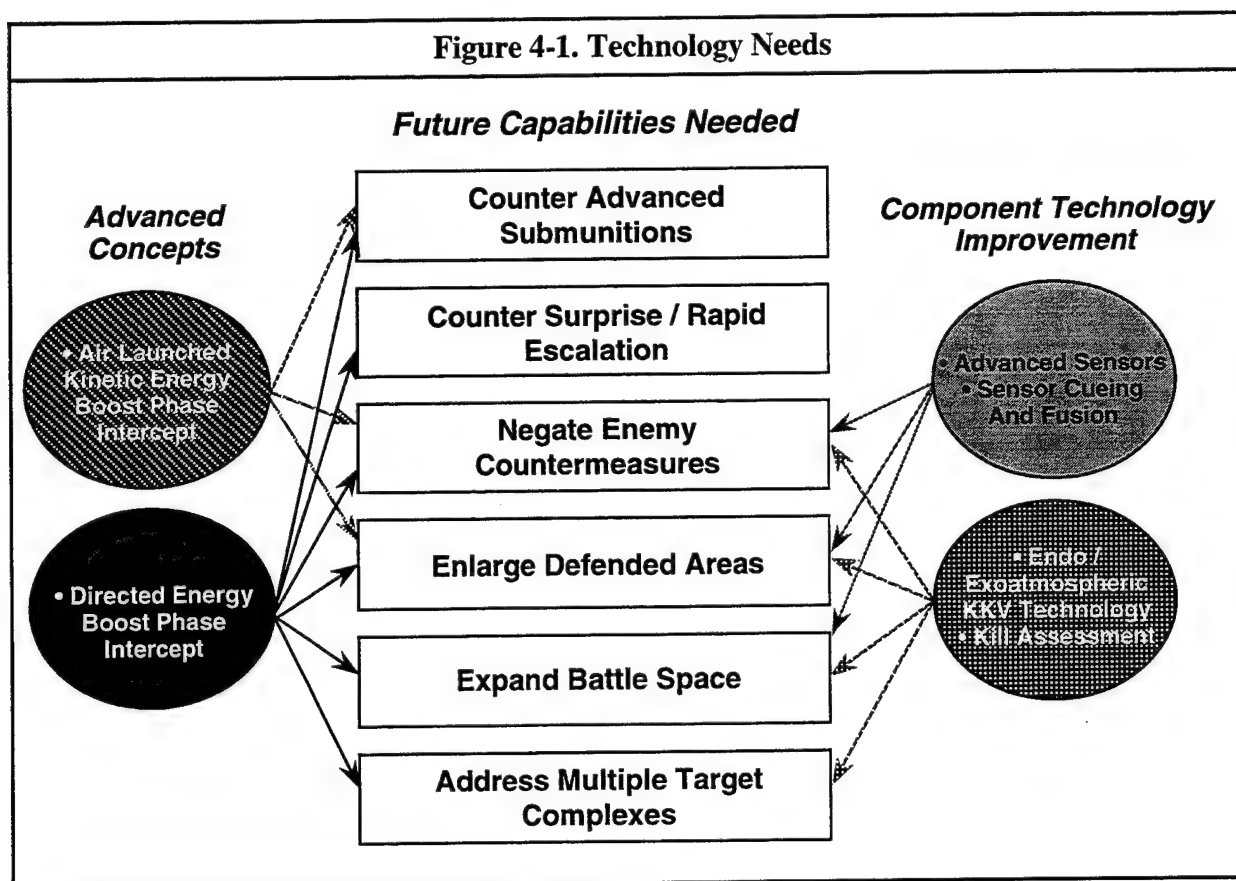 Figure 4-1. Technology Needs
Future Capabilities Needed
Advanced
Concepts
• Air Launched
Kinetic Energy
Boost Phase
Intercept
• Directed Energy
Boost Phase
Intercept
Counter Advanced
Submunitions
Counter Surprise / Rapid
Escalation
Negate Enemy
Countermeasures
Enlarge Defended Areas
Expand Battle Space
Address Multiple Target
Complexes
Component Technology
Improvement
• Advanced Sensors
• Sensor Cueing
And Fusion
• Endo /
Exoatmospheric
KKV Technology
• Kill Assessment